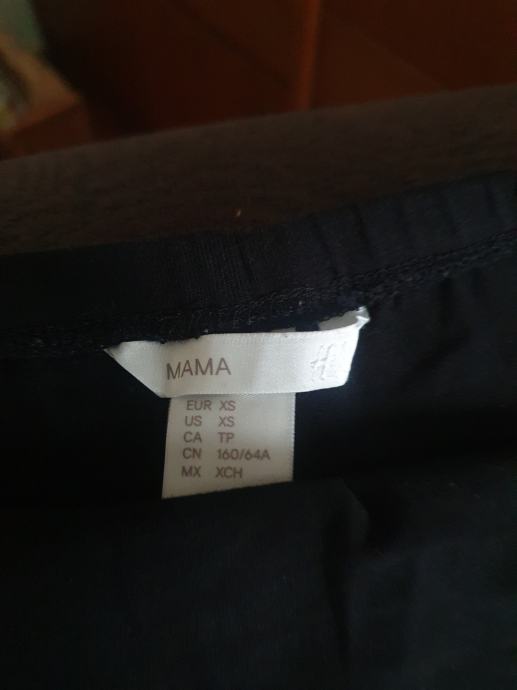 MAMA
EUR XS
US XS
CA TP
CN 160/64A
MX XCH